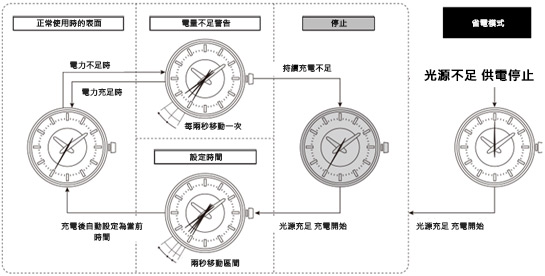 正常使用時的表面
電量不足警告
停止
省電模式
電力不足時
電力充足時
持續充電不足
光源不足 供電停止
每兩秒移動一次
設定時間
充電後自動設定為當前
時間
光源充足 充電開始
光源充足 充電開始
兩秒移動區間